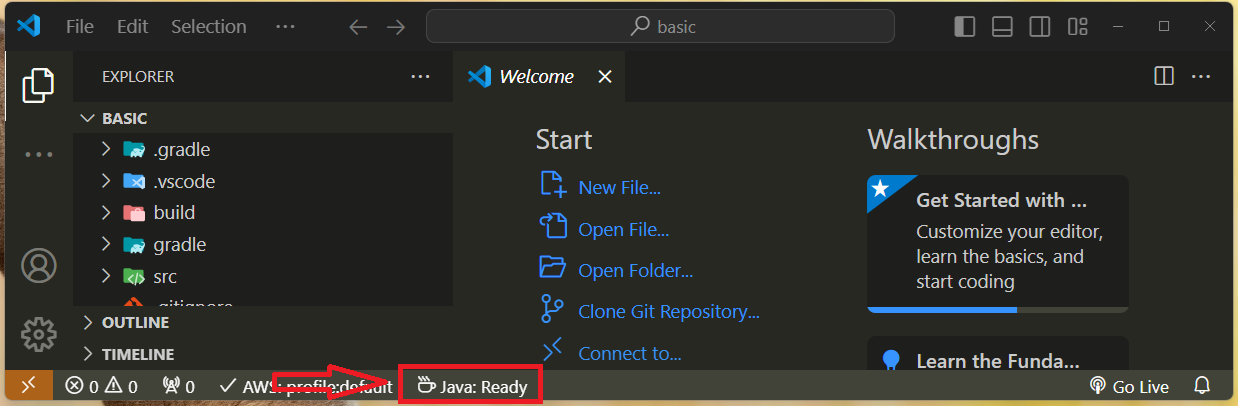 File Edit Selection ··· basic
EXPLORER ···
Welcome
BASIC
.gradle
.vscode
build
gradle
src
.gitignore
OUTLINE
TIMELINE
Start
New File...
Open File...
Open Folder...
Clone Git Repository...
Connect to...
Walkthroughs
Get Started with ...
Customize your editor,
learn the basics, and
start coding
Learn the Funda...
0 0 0 AWS: profile:default Java: Ready Go Live